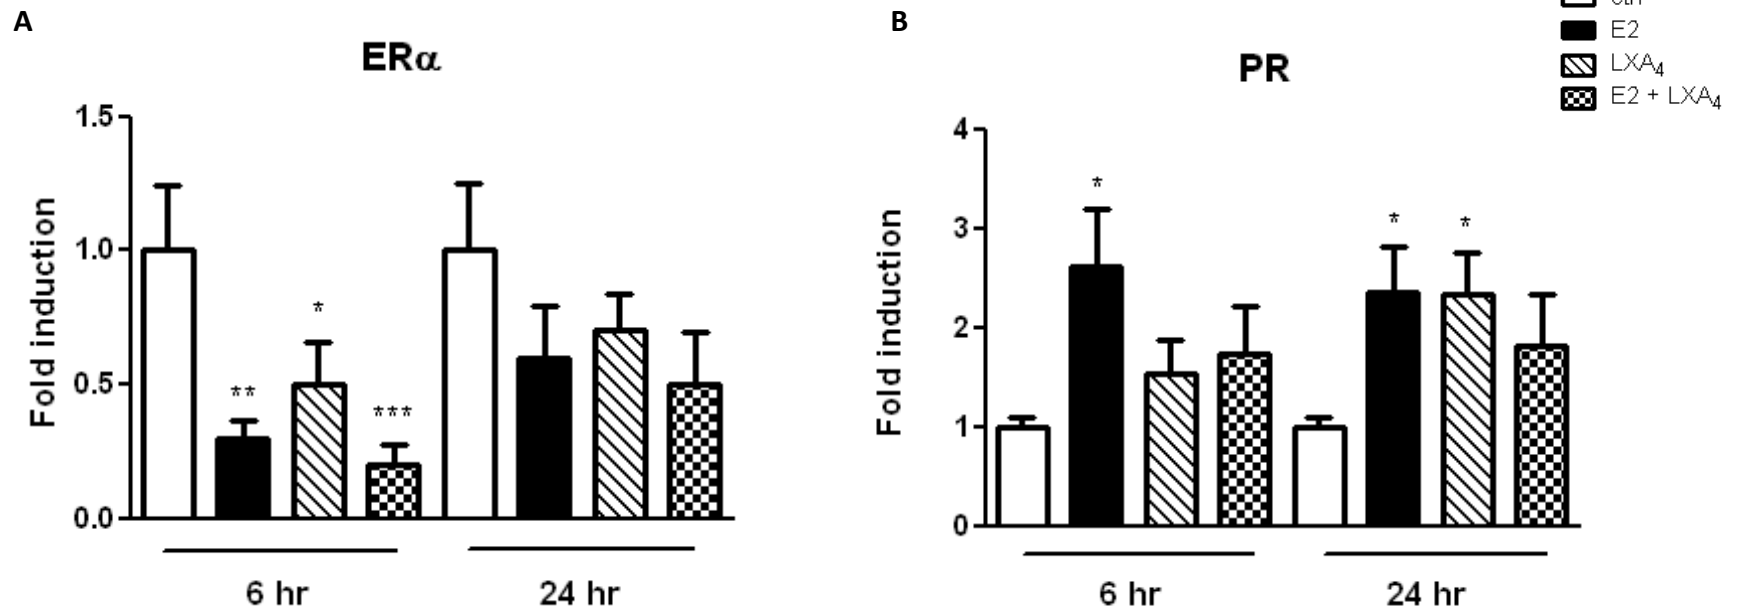 A
ERα
1.5
1.0
0.5
0.0
Fold induction
*
**
***
6 hr
24 hr
B
PR
E2
LXA4
E2 + LXA4
4
3
2
1
0
Fold induction
*
*
*
6 hr
24 hr